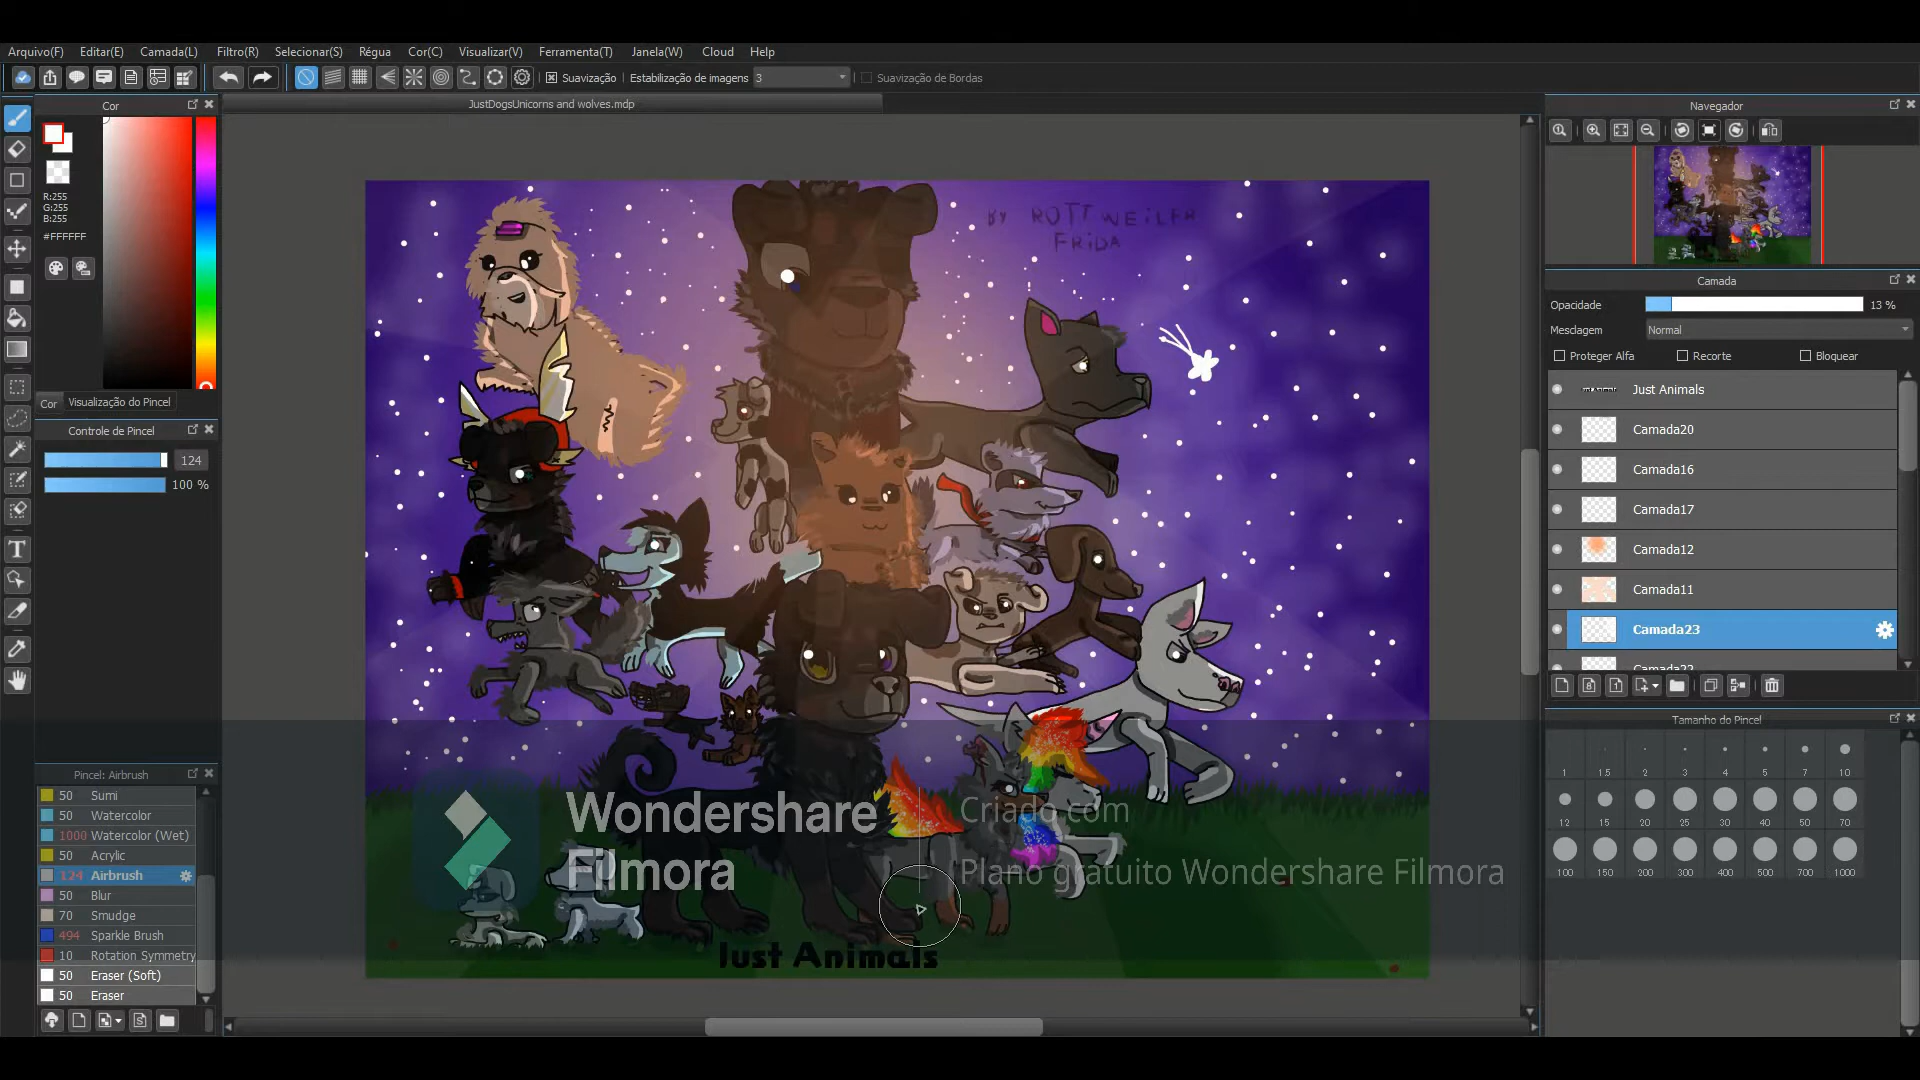 Arquivo(F) Editar(E) Camada(L) Filtro(R) Selecionar(S) Régua Cor(C) Visualizar(V) Ferramenta(T) Janela(W) Cloud Help
Suavização Estabilização de imagens 3 Suavização de Bordas
Cor
JustDogsUnicorns and wolves.mdp
Navegador
R:255
G:255
B:255
#FFFFFF
BY ROTTWEILER
FRIDA
Camada
Opacidade 13 %
Mesclagem Normal
Proteger Alfa Recorte Bloquear
Just Animals
Camada20
Camada16
Camada17
Camada12
Camada11
Camada23
Camada22
Cor Visualização do Pincel
Controle de Pincel
124
100 %
Tamanho do Pincel
1 1.5 2 3 4 5 7 10
12 15 20 25 30 40 50 70
100 150 200 300 400 500 700 1000
Pincel: Airbrush
50 Sumi
50 Watercolor
1000 Watercolor (Wet)
50 Acrylic
124 Airbrush
50 Blur
70 Smudge
494 Sparkle Brush
10 Rotation Symmetry
50 Eraser (Soft)
50 Eraser
Wondershare
Filmora
Criado com
Plano gratuito Wondershare Filmora
Just Animals